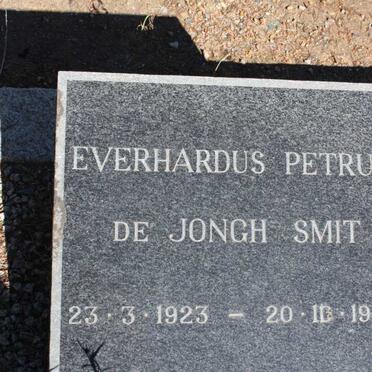 EVERHARDUS PETRU
DE JONGH SMIT
23 · 3 · 1923 – 20 · 10 · 19